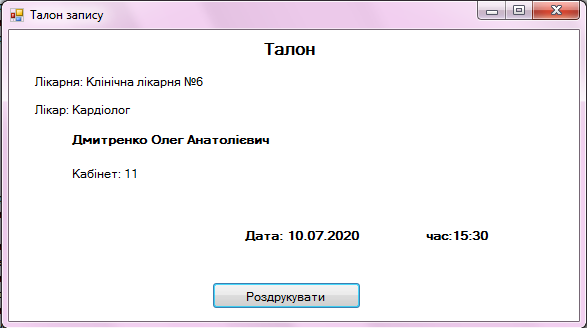 Талон запису
Талон
Лікарня: Клінічна лікарня №6
Лікар: Кардіолог
Дмитренко Олег Анатолієвич
Кабінет: 11
Дата: 10.07.2020 час:15:30
Роздрукувати